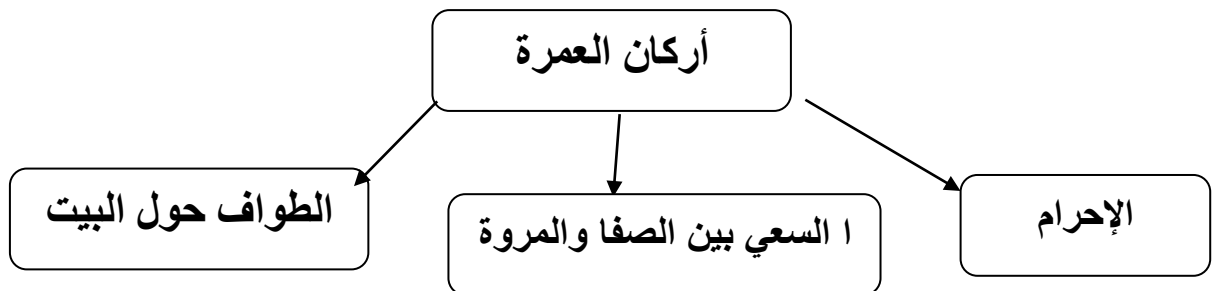 أركان العمرة
الإحرام
ا السعي بين الصفا والمروة
الطواف حول البيت